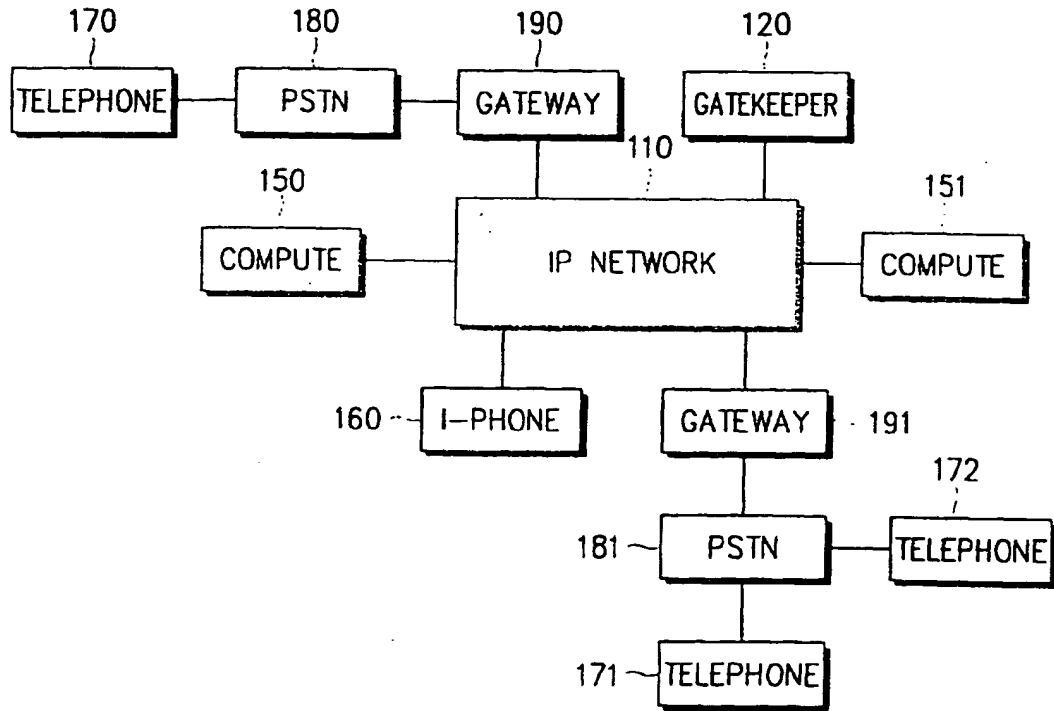 170 180 190 120
TELEPHONE PSTN GATEWAY GATEKEEPER
110
150 151
COMPUTE IP NETWORK COMPUTE
160 I-PHONE GATEWAY 191
172
181 PSTN TELEPHONE
171 TELEPHONE